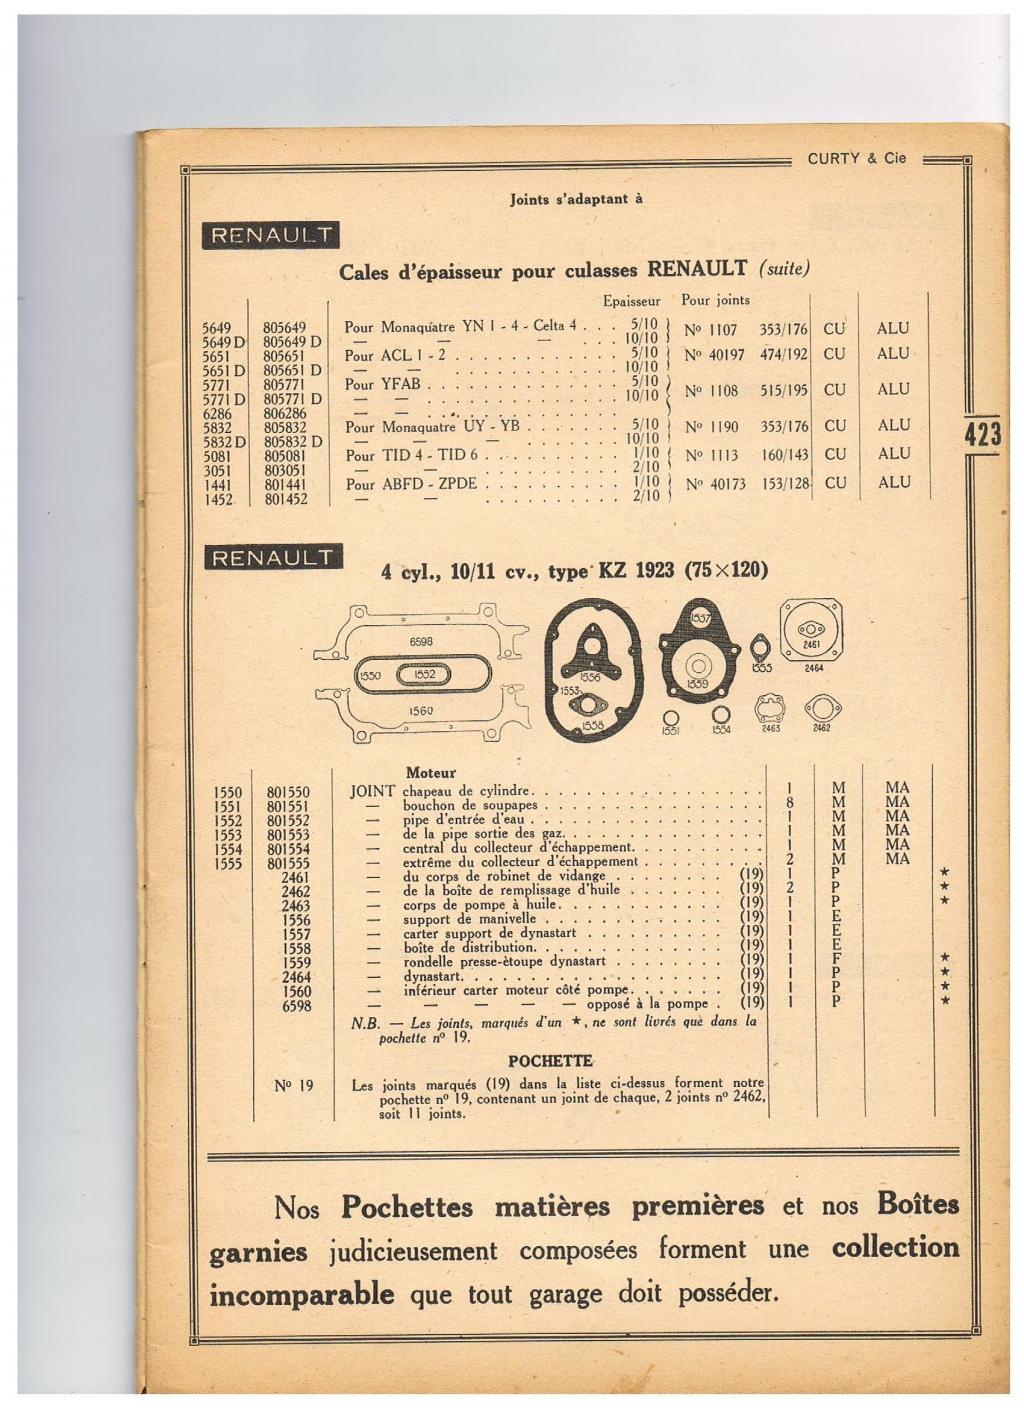 CURTY & Cie
Joints s'adaptant à
RENAULT
Cales d'épaisseur pour culasses RENAULT (suite)
Epaisseur Pour joints
5649 805649 Pour Monaquatre YN 1 - 4 - Celta 4 . . . 5/10 } Nº 1107 353/176 CU ALU
5649 D 805649 D — — — . . . 10/10
5651 805651 Pour ACL 1 - 2 . . . . . . . . . . . . 5/10 } Nº 40197 474/192 CU ALU
5651 D 805651 D — — . . . . . . . . . . . . 10/10
5771 805771 Pour YFAB . . . . . . . . . . . . . . 5/10 } Nº 1108 515/195 CU ALU
5771 D 805771 D — — . . . . . . . . . . . . . . 10/10
6286 806286 — — . . . . . . . . . . . . . .
5832 805832 Pour Monaquatre UY - YB . . . . . . . 5/10 } Nº 1190 353/176 CU ALU
5832 D 805832 D — — — . . . . . . . 10/10
5081 805081 Pour TID 4 - TID 6 . . . . . . . . . . 1/10 } Nº 1113 160/143 CU ALU
3051 803051 — — . . . . . . . . . . 2/10
1441 801441 Pour ABFD - ZPDE . . . . . . . . . . 1/10 } Nº 40173 153/128 CU ALU
1452 801452 — — . . . . . . . . . . 2/10
423
RENAULT
4 cyl., 10/11 cv., type KZ 1923 (75×120)
6598
1550
1552
1560
1556
1553
1558
1557
1559
1555
1551
1554
2461
2464
2463
2462
Moteur
1550 801550 JOINT chapeau de cylindre. . . . . . . . . . . . . . . . . 1 M MA
1551 801551 — bouchon de soupapes . . . . . . . . . . . . . . . . 8 M MA
1552 801552 — pipe d'entrée d'eau . . . . . . . . . . . . . . . . . 1 M MA
1553 801553 — de la pipe sortie des gaz. . . . . . . . . . . . . . . 1 M MA
1554 801554 — central du collecteur d'échappement. . . . . . . . . . 1 M MA
1555 801555 — extrême du collecteur d'échappement . . . . . . . . . 2 M MA
2461 — du corps de robinet de vidange . . . . . . . . (19) 1 P ★
2462 — de la boîte de remplissage d'huile . . . . . . . (19) 2 P ★
2463 — corps de pompe à huile. . . . . . . . . . . . . (19) 1 P ★
1556 — support de manivelle . . . . . . . . . . . . . (19) 1 E
1557 — carter support de dynastart . . . . . . . . . . (19) 1 E
1558 — boîte de distribution. . . . . . . . . . . . . . (19) 1 E
1559 — rondelle presse-étoupe dynastart . . . . . . . . (19) 1 F ★
2464 — dynastart. . . . . . . . . . . . . . . . . . . (19) 1 P ★
1560 — inférieur carter moteur côté pompe. . . . . . . (19) 1 P ★
6598 — — — — — opposé à la pompe . (19) 1 P ★
N.B. — Les joints, marqués d'un ★, ne sont livrés que dans la
pochette nº 19.
POCHETTE
Nº 19 Les joints marqués (19) dans la liste ci-dessus forment notre
pochette nº 19, contenant un joint de chaque, 2 joints nº 2462,
soit 11 joints.
Nos Pochettes matières premières et nos Boîtes
garnies judicieusement composées forment une collection
incomparable que tout garage doit posséder.